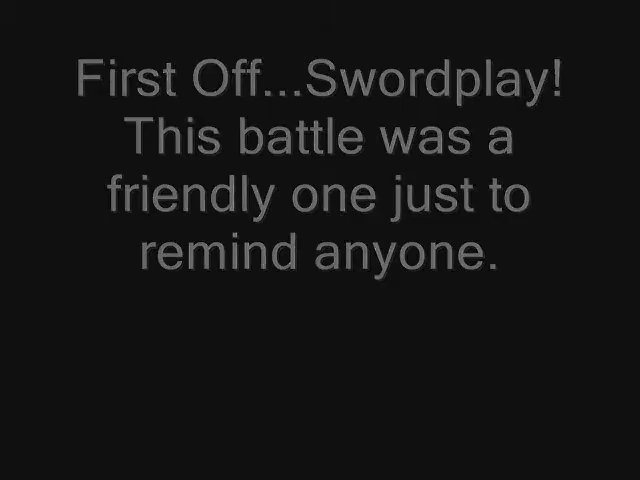 First Off...Swordplay!
This battle was a
friendly one just to
remind anyone.